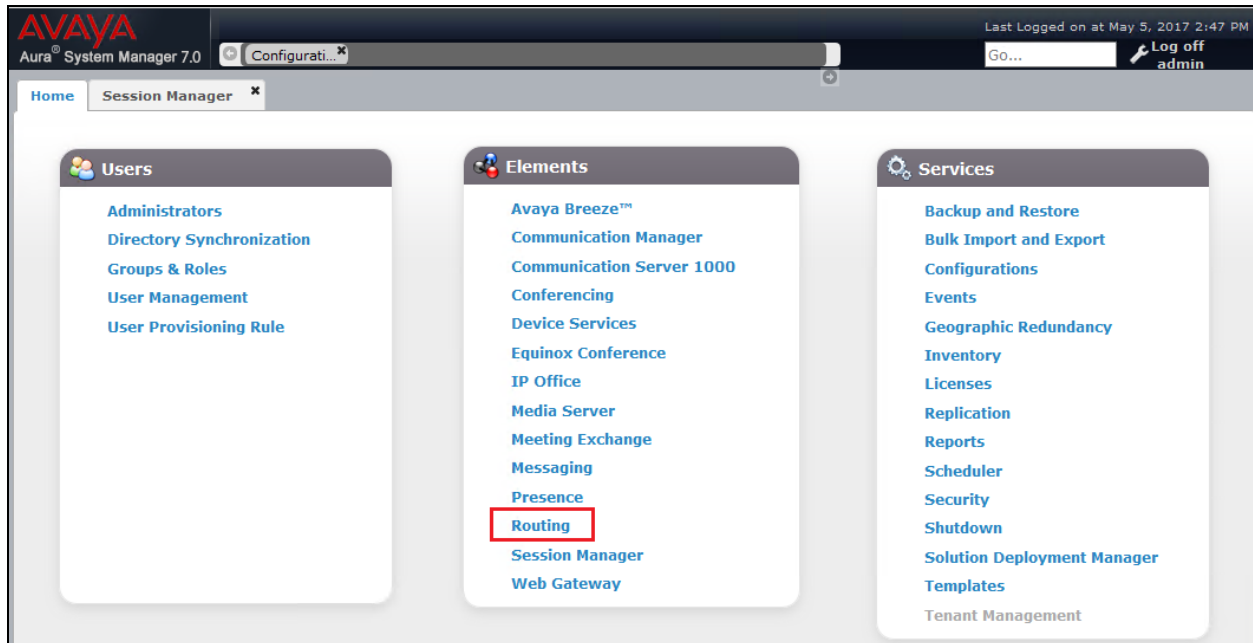 AVAYA
Last Logged on at May 5, 2017 2:47 PM
Aura® System Manager 7.0
Configurati...
Go...
Log off
admin
Home
Session Manager
Users
Administrators
Directory Synchronization
Groups & Roles
User Management
User Provisioning Rule
Elements
Avaya Breeze™
Communication Manager
Communication Server 1000
Conferencing
Device Services
Equinox Conference
IP Office
Media Server
Meeting Exchange
Messaging
Presence
Routing
Session Manager
Web Gateway
Services
Backup and Restore
Bulk Import and Export
Configurations
Events
Geographic Redundancy
Inventory
Licenses
Replication
Reports
Scheduler
Security
Shutdown
Solution Deployment Manager
Templates
Tenant Management